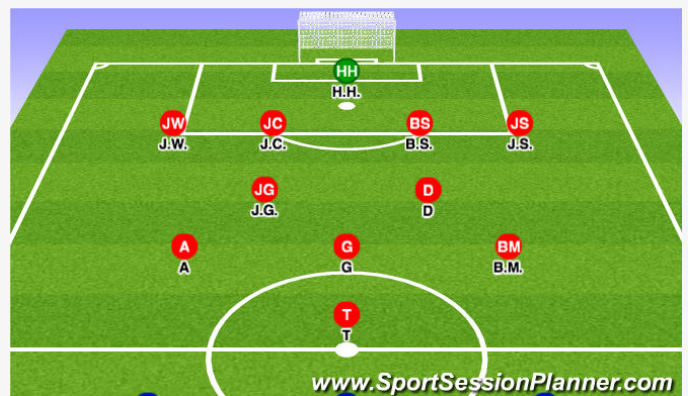 HH
H.H.
JW JC BS JS
J.W. J.C. B.S. J.S.
JG D
J.G. D
A G BM
A G B.M.
T
T
www.SportSessionPlanner.com